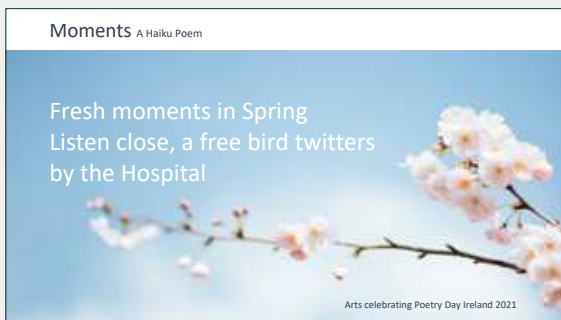 Moments A Haiku Poem
Fresh moments in Spring
Listen close, a free bird twitters
by the Hospital
Arts celebrating Poetry Day Ireland 2021